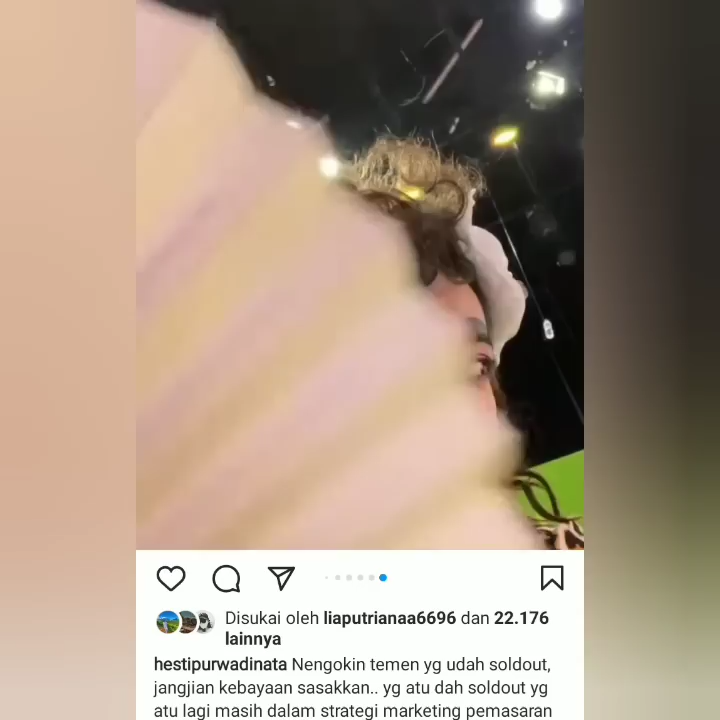 Disukai oleh liaputrianaa6696 dan 22.176
lainnya
hestipurwadinata Nengokin temen yg udah soldout,
jangjian kebayaan sasakkan.. yg atu dah soldout yg
atu lagi masih dalam strategi marketing pemasaran